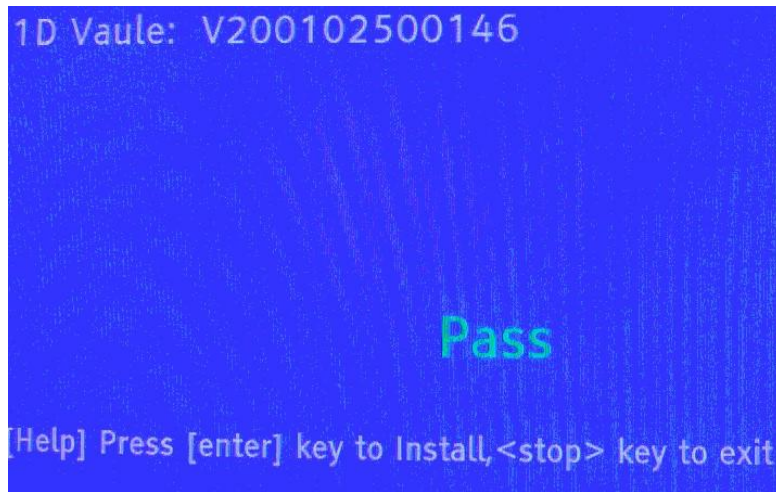 1D Vaule: V200102500146
Pass
[Help] Press [enter] key to Install,<stop> key to exit